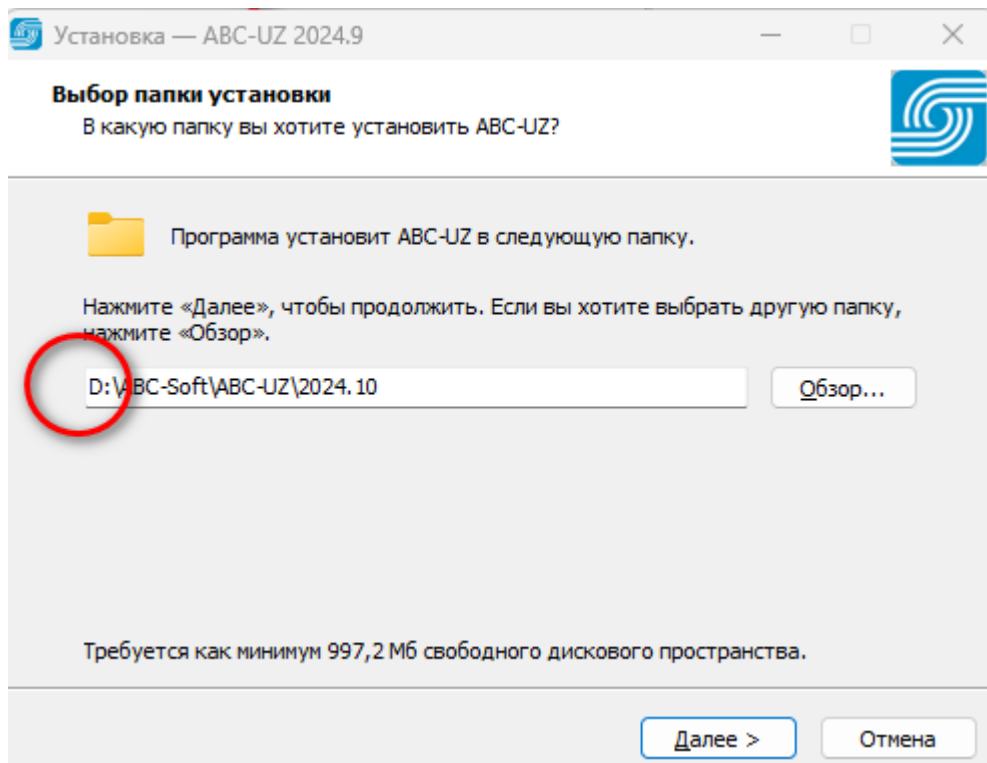 Установка — ABC-UZ 2024.9
Выбор папки установки
В какую папку вы хотите установить ABC-UZ?
Программа установит ABC-UZ в следующую папку.
Нажмите «Далее», чтобы продолжить. Если вы хотите выбрать другую папку,
нажмите «Обзор».
D:\ABC-Soft\ABC-UZ\2024.10
Обзор...
Требуется как минимум 997,2 Мб свободного дискового пространства.
Далее >
Отмена